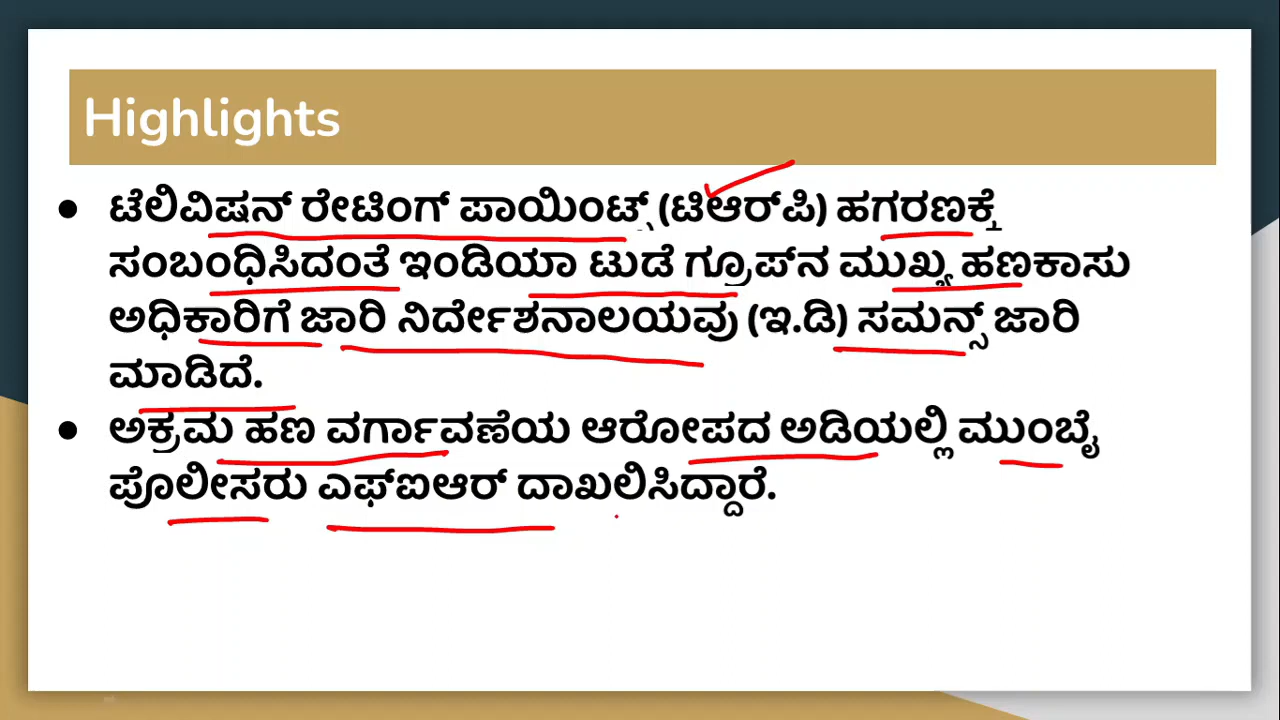 Highlights
● ಟೆಲಿವಿಷನ್ ರೇಟಿಂಗ್ ಪಾಯಿಂಟ್ಸ್ (ಟಿಆರ್‌ಪಿ) ಹಗರಣಕ್ಕೆ
ಸಂಬಂಧಿಸಿದಂತೆ ಇಂಡಿಯಾ ಟುಡೆ ಗ್ರೂಪ್‌ನ ಮುಖ್ಯ ಹಣಕಾಸು
ಅಧಿಕಾರಿಗೆ ಜಾರಿ ನಿರ್ದೇಶನಾಲಯವು (ಇ.ಡಿ) ಸಮನ್ಸ್ ಜಾರಿ
ಮಾಡಿದೆ.
● ಅಕ್ರಮ ಹಣ ವರ್ಗಾವಣೆಯ ಆರೋಪದ ಅಡಿಯಲ್ಲಿ ಮುಂಬೈ
ಪೊಲೀಸರು ಎಫ್‌ಐಆರ್ ದಾಖಲಿಸಿದ್ದಾರೆ.